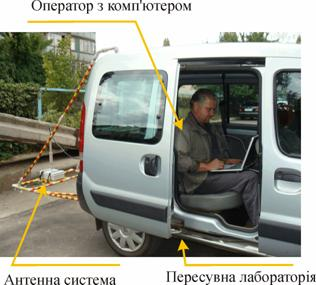 Оператор з комп'ютером
Антенна система
Пересувна лабораторія